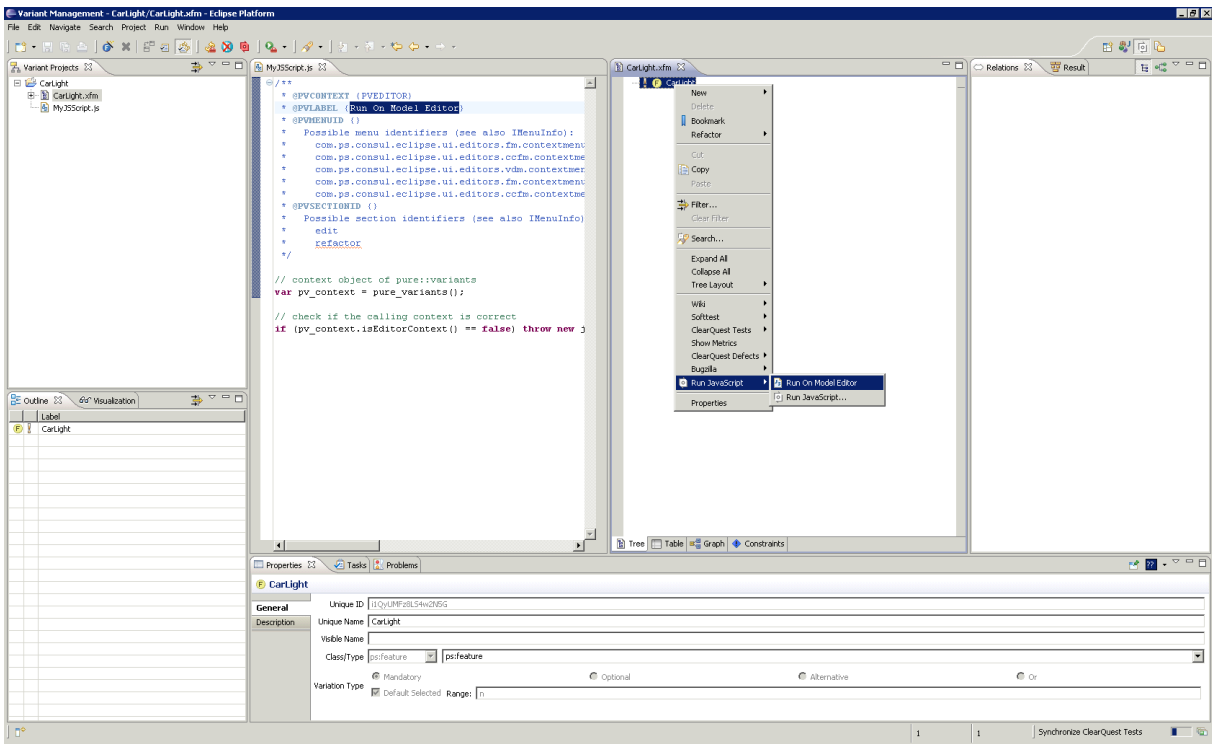 Variant Management - CarLight/CarLight.xfm - Eclipse Platform
File Edit Navigate Search Project Run Window Help
Variant Projects
CarLight
CarLight.xfm
MyJSScript.js
MyJSScript.js
/**
* @PVCONTEXT (PVEDITOR)
* @PVLABEL (Run On Model Editor)
* @PVMENUID ()
* Possible menu identifiers (see also IMenuInfo):
* com.ps.consul.eclipse.ui.editors.fm.contextmenu
* com.ps.consul.eclipse.ui.editors.ccfm.contextme
* com.ps.consul.eclipse.ui.editors.vdm.contextmen
* com.ps.consul.eclipse.ui.editors.fm.contextmenu
* com.ps.consul.eclipse.ui.editors.ccfm.contextme
* @PVSECTIONID ()
* Possible section identifiers (see also IMenuInfo)
* edit
* refactor
*/
// context object of pure::variants
var pv_context = pure_variants();
// check if the calling context is correct
if (pv_context.isEditorContext() == false) throw new j
CarLight.xfm
CarLight
New
Delete
Bookmark
Refactor
Cut
Copy
Paste
Filter...
Clear Filter
Search...
Expand All
Collapse All
Tree Layout
Wiki
Softtest
ClearQuest Tests
Show Metrics
ClearQuest Defects
Bugzilla
Run JavaScript
Properties
Run On Model Editor
Run JavaScript...
Tree Table Graph Constraints
Relations Result
Outline Visualization
Label
CarLight
Properties Tasks Problems
CarLight
General
Description
Unique ID i1QyUMFz8LS4w2N5G
Unique Name CarLight
Visible Name
Class/Type ps:feature ps:feature
Variation Type Mandatory Optional Alternative Or
Default Selected Range: n
1 1 Synchronize ClearQuest Tests